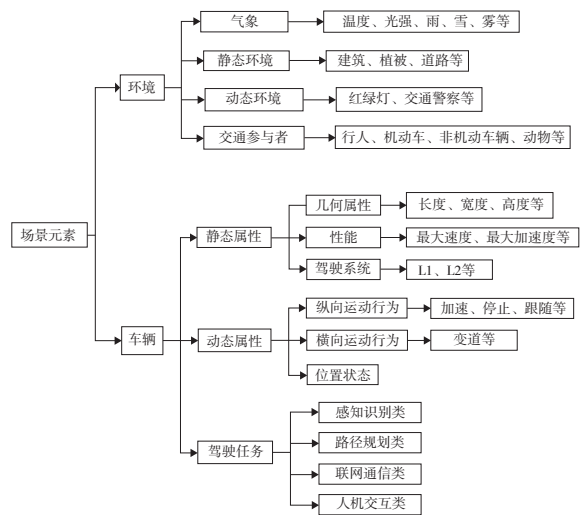 气象
温度、光强、雨、雪、雾等
静态环境
建筑、植被、道路等
环境
动态环境
红绿灯、交通警察等
交通参与者
行人、机动车、非机动车辆、动物等
场景元素
几何属性
长度、宽度、高度等
静态属性
性能
最大速度、最大加速度等
驾驶系统
L1、L2等
纵向运动行为
加速、停止、跟随等
车辆
动态属性
横向运动行为
变道等
位置状态
感知识别类
驾驶任务
路径规划类
联网通信类
人机交互类